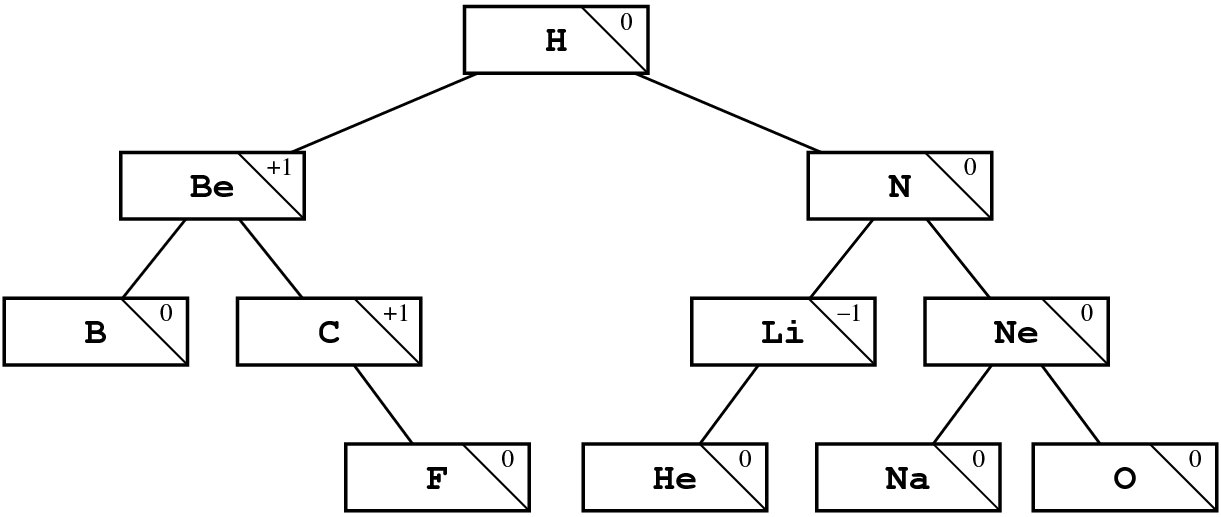 H 0
Be +1 N 0
B 0 C +1 Li −1 Ne 0
F 0 He 0 Na 0 O 0